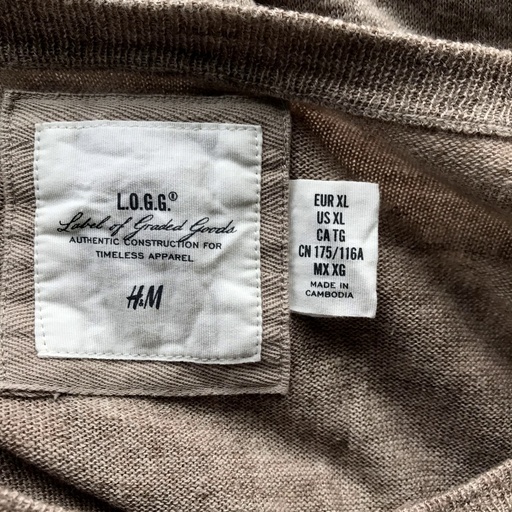 L.O.G.G.®
Label of Graded Goods
AUTHENTIC CONSTRUCTION FOR
TIMELESS APPAREL
H&M
EUR XL
US XL
CA TG
CN 175/116A
MX XG
MADE IN
CAMBODIA